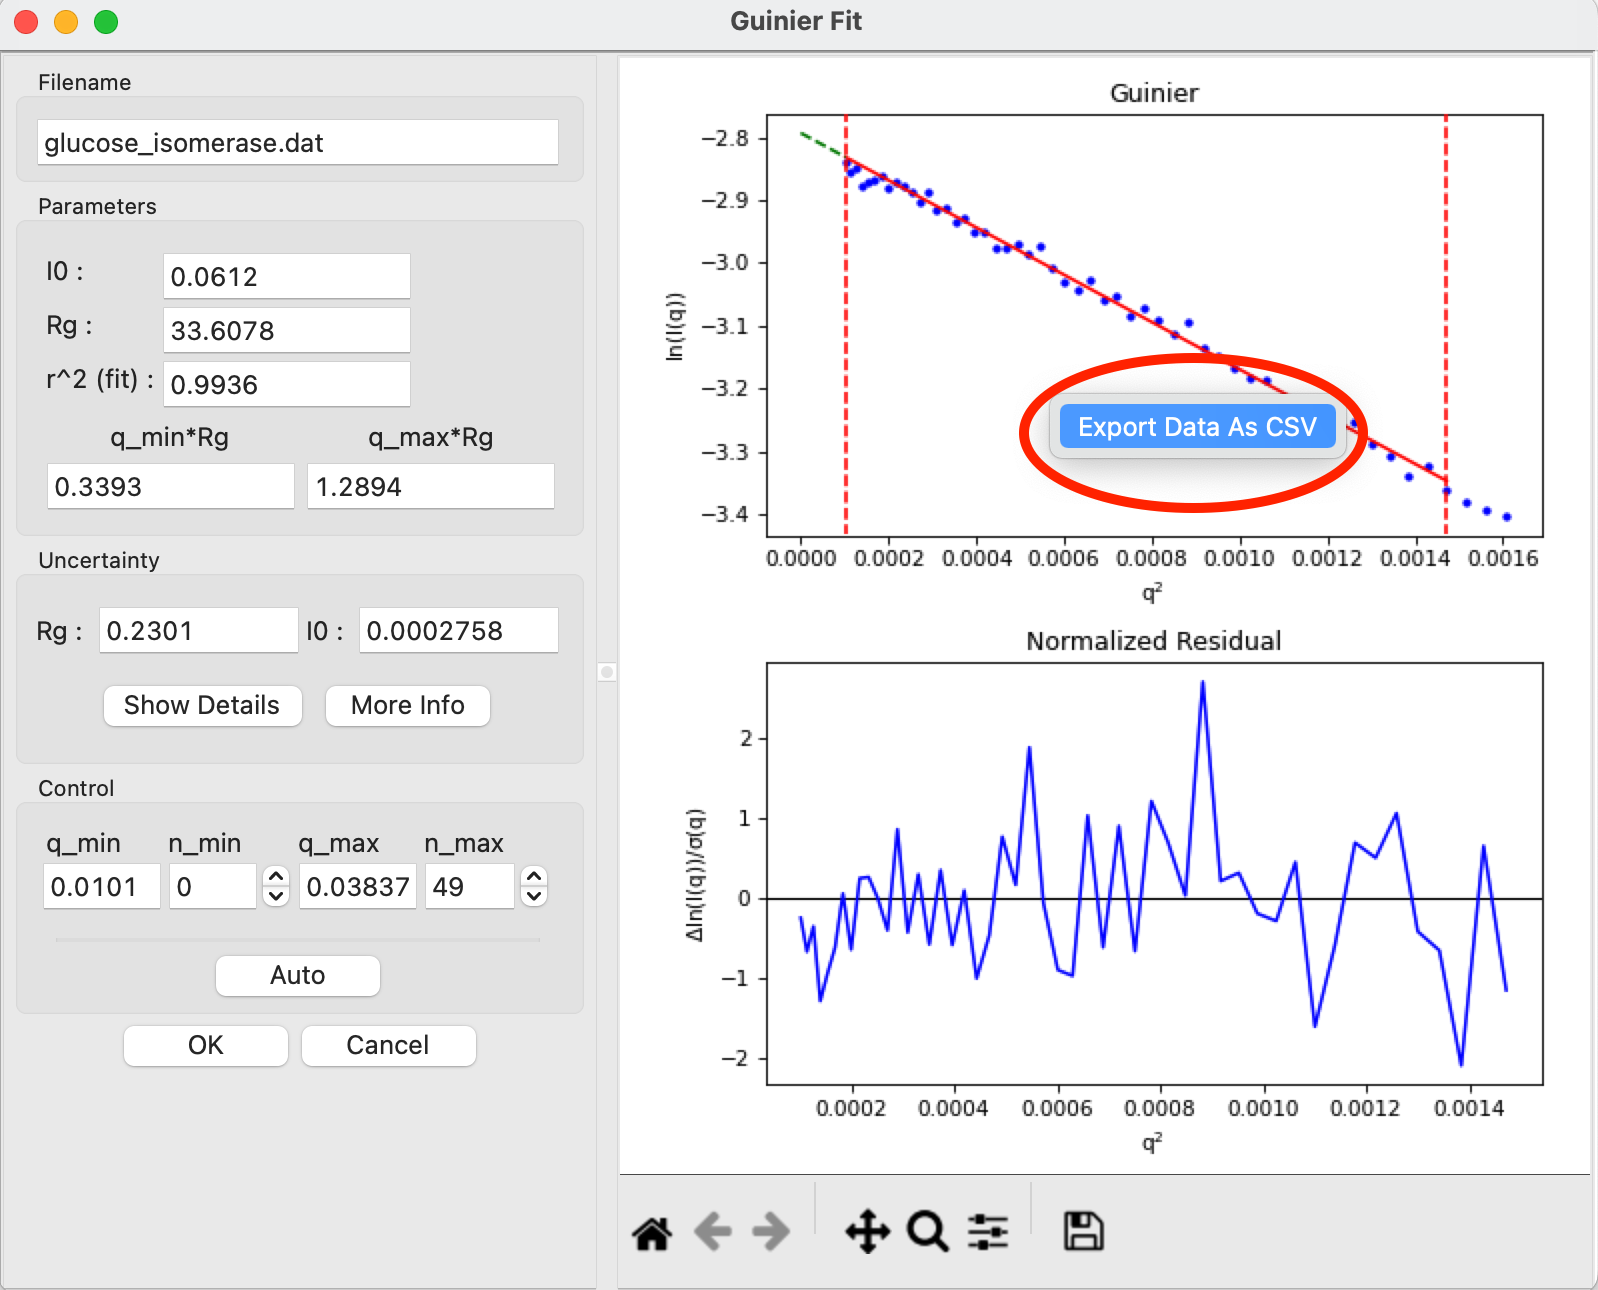 Guinier Fit
Filename
glucose_isomerase.dat
Parameters
I0 :
0.0612
Rg :
33.6078
r^2 (fit) :
0.9936
q_min*Rg
q_max*Rg
0.3393
1.2894
Uncertainty
Rg :
0.2301
I0 :
0.0002758
Show Details
More Info
Control
q_min
n_min
q_max
n_max
0.0101
0
0.03837
49
Auto
OK
Cancel
Guinier
ln(I(q))
−2.8
−2.9
−3.0
−3.1
−3.2
−3.3
−3.4
Export Data As CSV
0.0000 0.0002 0.0004 0.0006 0.0008 0.0010 0.0012 0.0014 0.0016
q²
Normalized Residual
Δln(I(q))/σ(q)
2
1
0
−1
−2
0.0002 0.0004 0.0006 0.0008 0.0010 0.0012 0.0014
q²